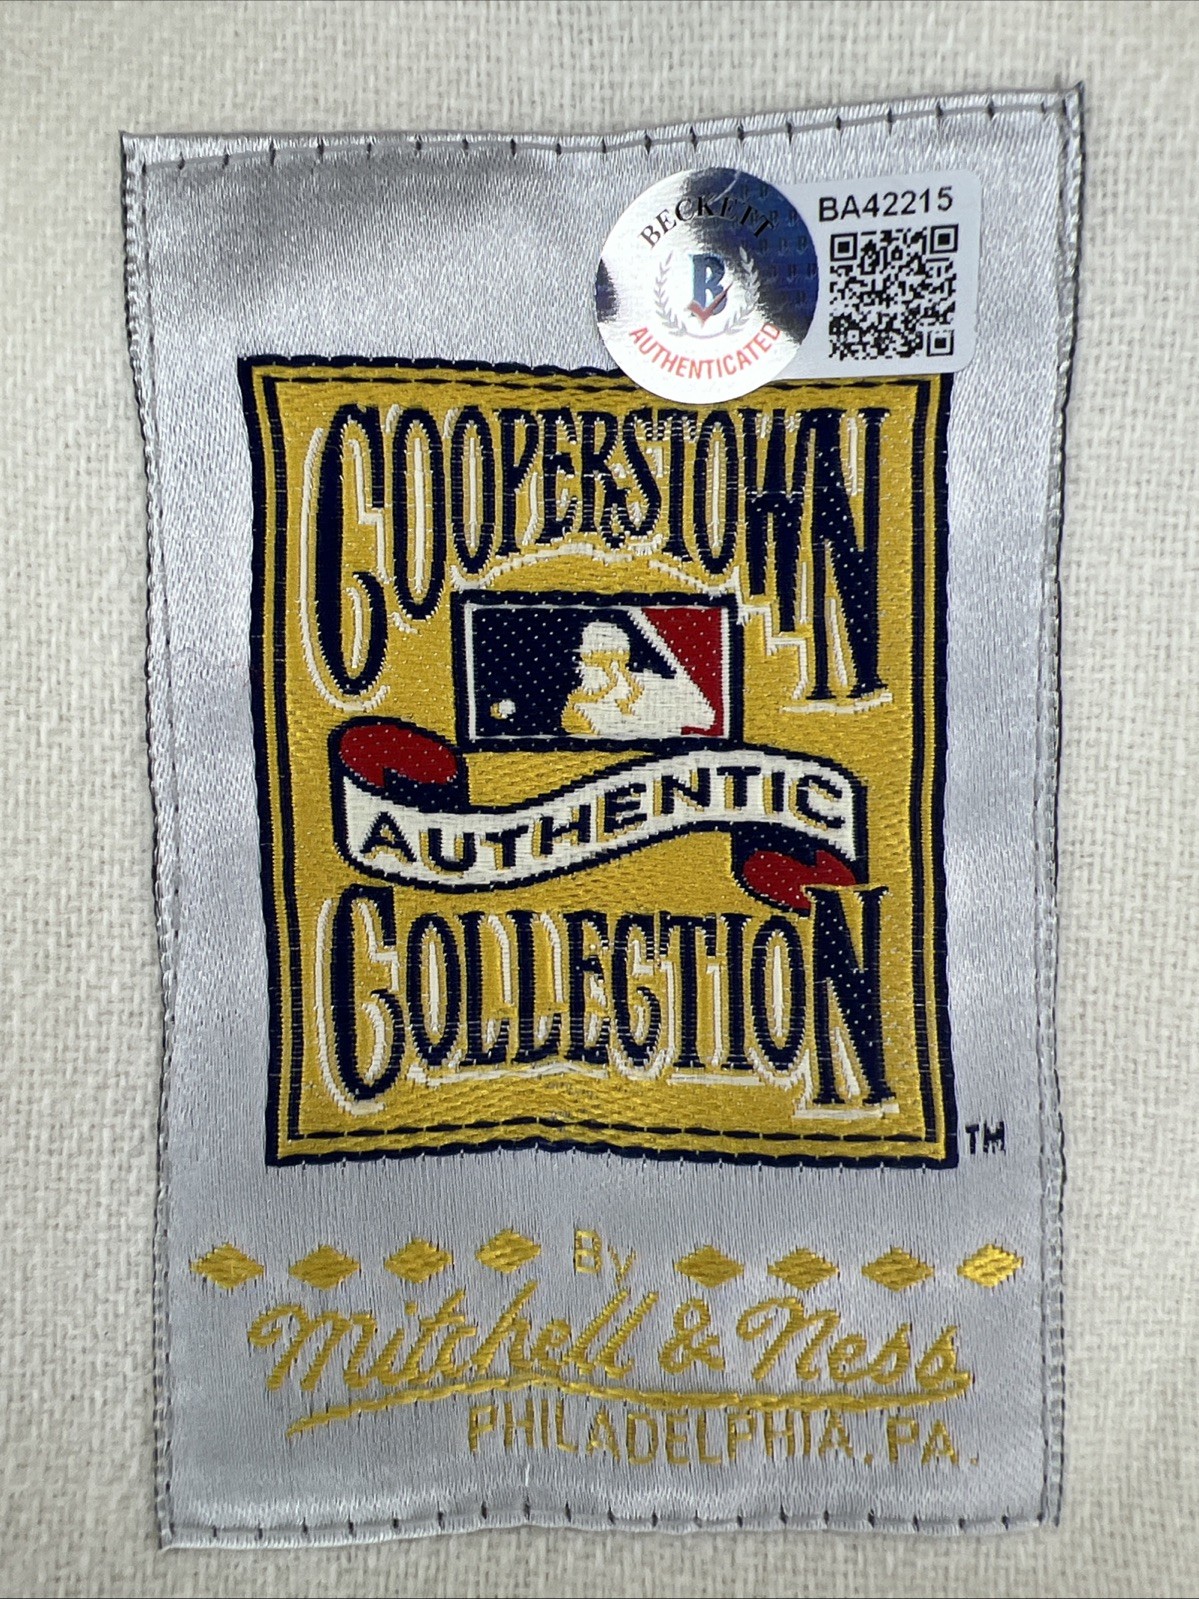 BECKETT
B
AUTHENTICATED
BA42215
COOPERSTOWN
AUTHENTIC
COLLECTION
TM
By
Mitchell & Ness
PHILADELPHIA, PA.